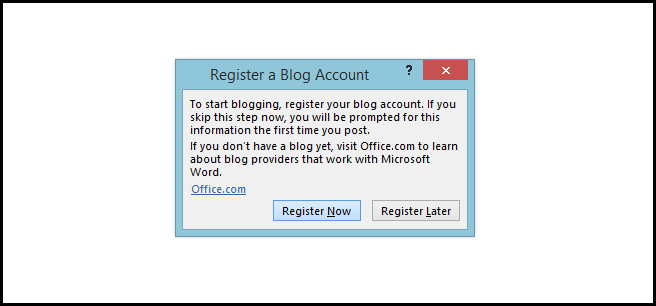 Register a Blog Account
?
To start blogging, register your blog account. If you
skip this step now, you will be prompted for this
information the first time you post.
If you don't have a blog yet, visit Office.com to learn
about blog providers that work with Microsoft
Word.
Office.com
Register Now Register Later